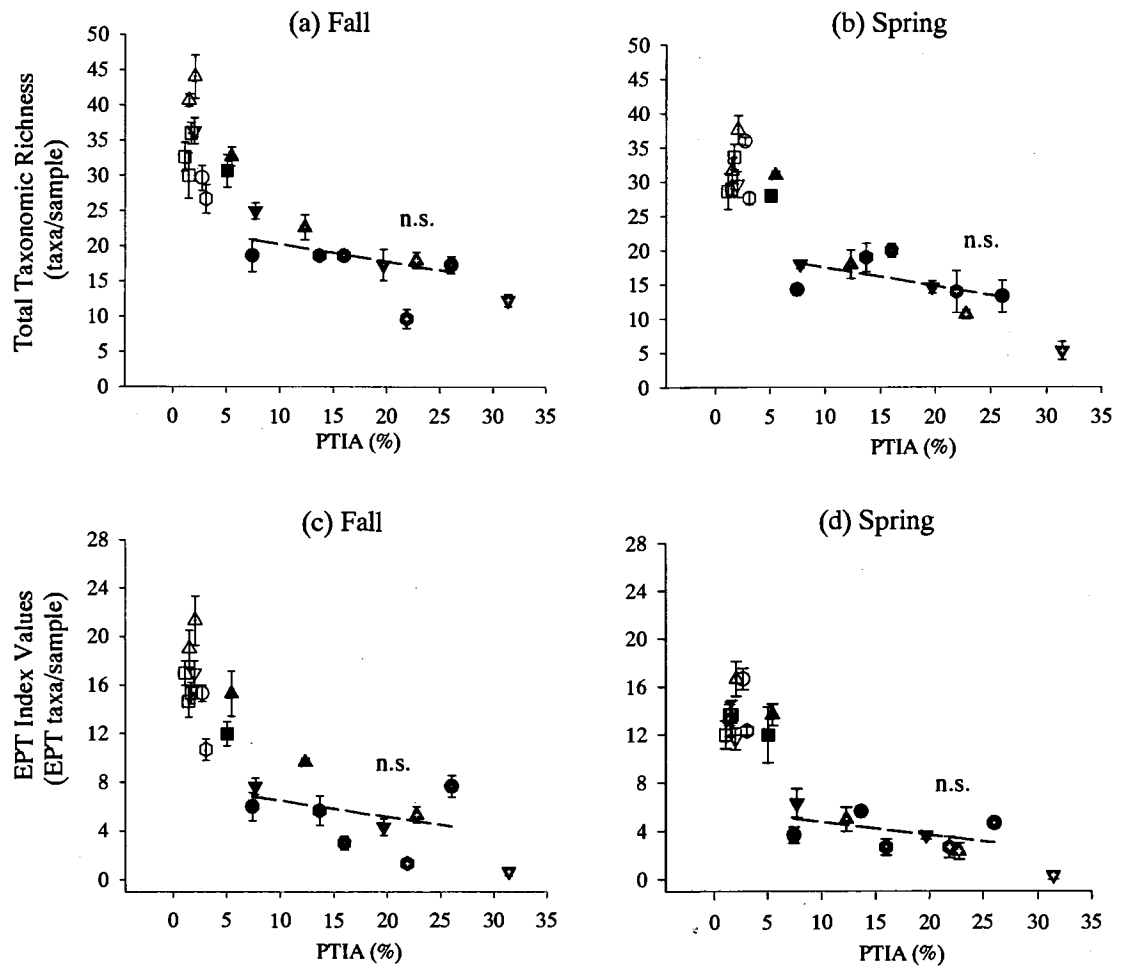 (a) Fall
Total Taxonomic Richness
(taxa/sample)
50
45
40
35
30
25
20
15
10
5
0
n.s.
0 5 10 15 20 25 30 35
PTIA (%)
(b) Spring
50
45
40
35
30
25
20
15
10
5
0
n.s.
0 5 10 15 20 25 30 35
PTIA (%)
(c) Fall
EPT Index Values
(EPT taxa/sample)
28
24
20
16
12
8
4
0
n.s.
0 5 10 15 20 25 30 35
PTIA (%)
(d) Spring
28
24
20
16
12
8
4
0
n.s.
0 5 10 15 20 25 30 35
PTIA (%)